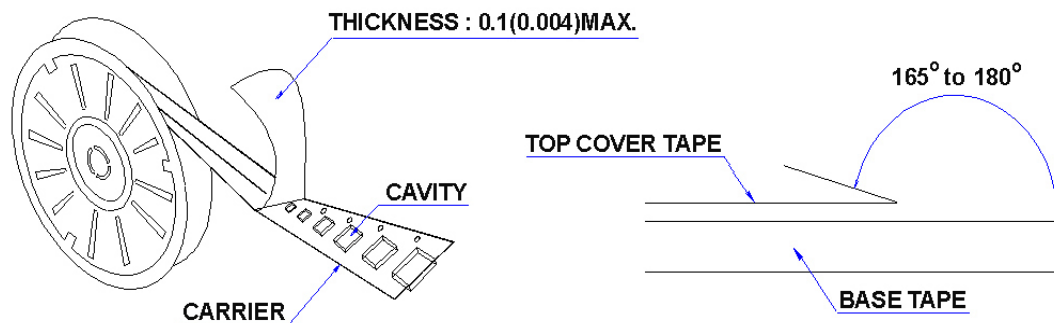 THICKNESS : 0.1(0.004)MAX.
CAVITY
CARRIER
165° to 180°
TOP COVER TAPE
BASE TAPE